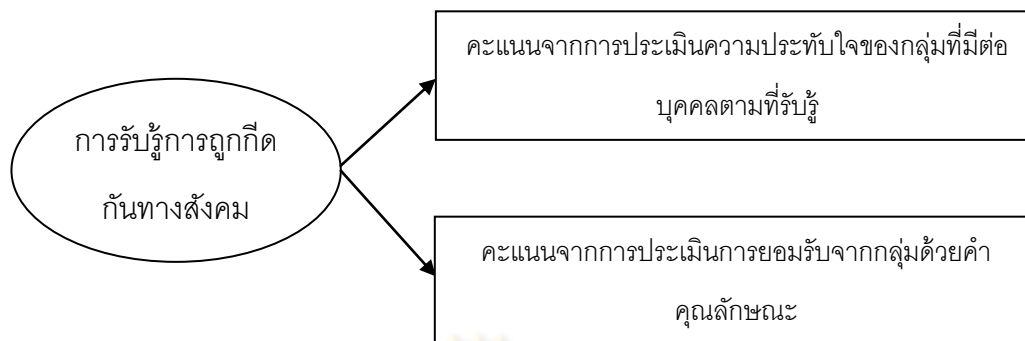 การรับรู้การถูกกีด
กันทางสังคม
คะแนนจากการประเมินความประทับใจของกลุ่มที่มีต่อ
บุคคลตามที่รับรู้
คะแนนจากการประเมินการยอมรับจากกลุ่มด้วยคำ
คุณลักษณะ